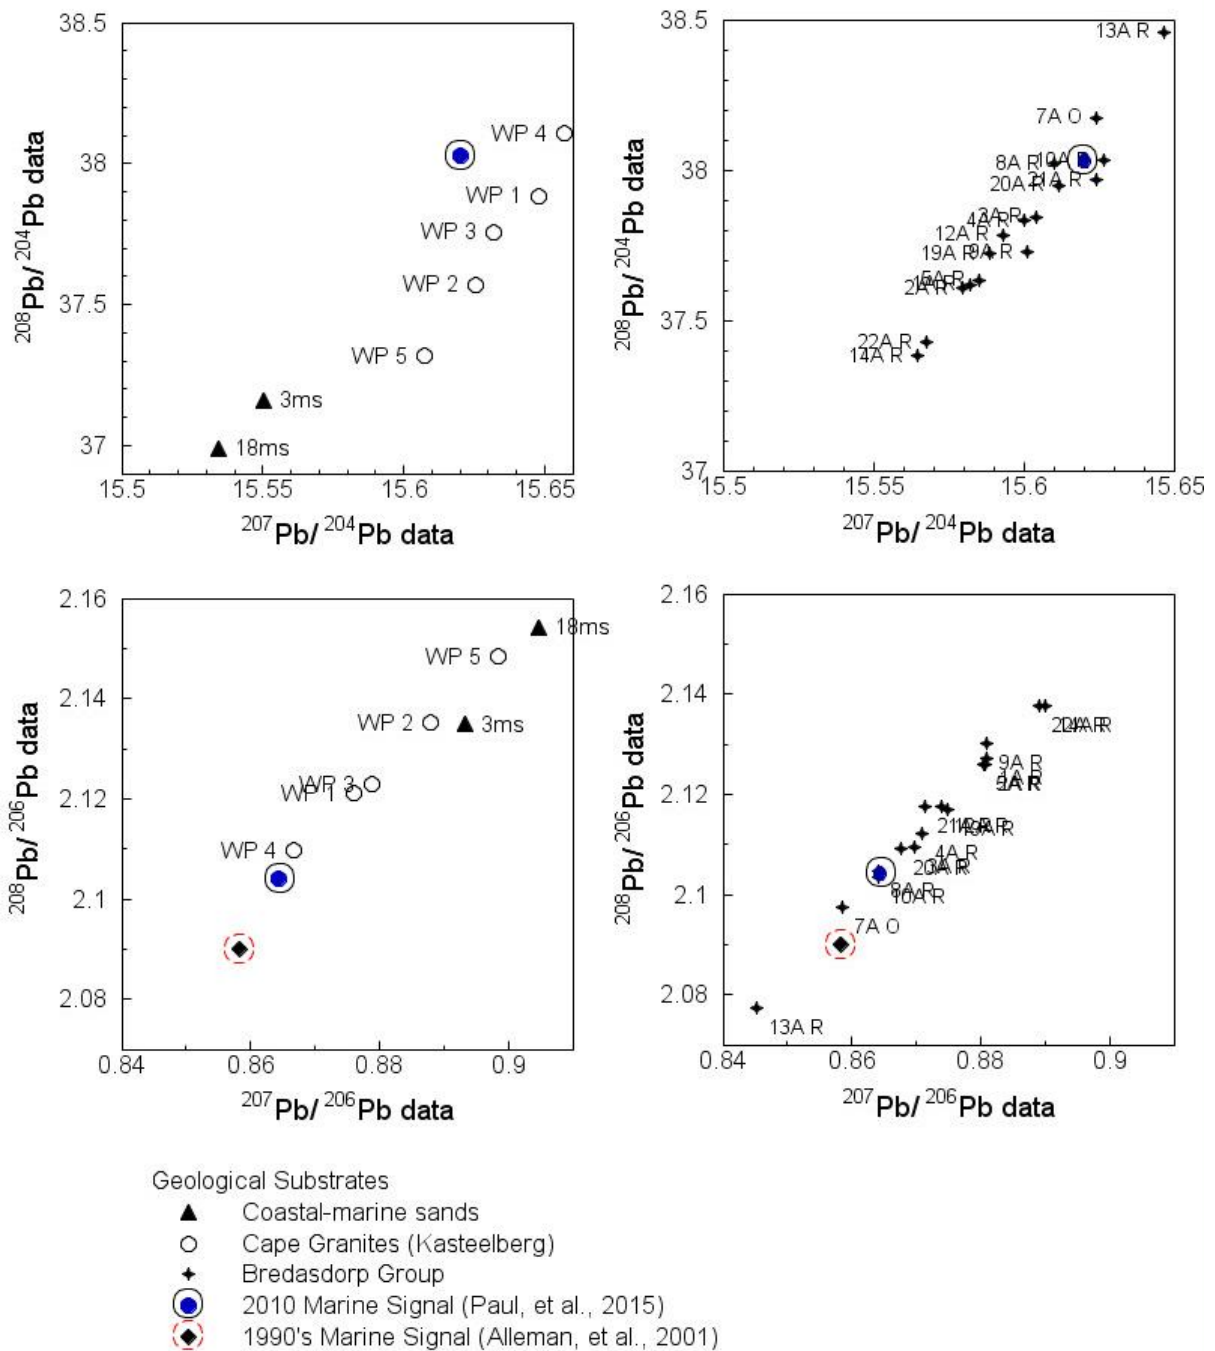 38.5
38
37.5
37
208Pb/ 204Pb data
WP 4
WP 1
WP 3
WP 2
WP 5
3ms
18ms
15.5
15.55
15.6
15.65
207Pb/ 204Pb data
38.5
38
37.5
37
208Pb/ 204Pb data
13A R
7A O
8A R
20A R
21A R
4A R
3A R
12A R
19A R
9A R
5A R
2A R
22A R
14A R
15.5
15.55
15.6
15.65
207Pb/ 204Pb data
2.16
2.14
2.12
2.1
2.08
208Pb/ 206Pb data
18ms
WP 5
WP 2
3ms
WP 3
WP 1
WP 4
0.84
0.86
0.88
0.9
207Pb/ 206Pb data
2.16
2.14
2.12
2.1
2.08
208Pb/ 206Pb data
9A R
4A R
8A R
10A R
7A O
13A R
0.84
0.86
0.88
0.9
207Pb/ 206Pb data
Geological Substrates
Coastal-marine sands
Cape Granites (Kasteelberg)
Bredasdorp Group
2010 Marine Signal (Paul, et al., 2015)
1990's Marine Signal (Alleman, et al., 2001)